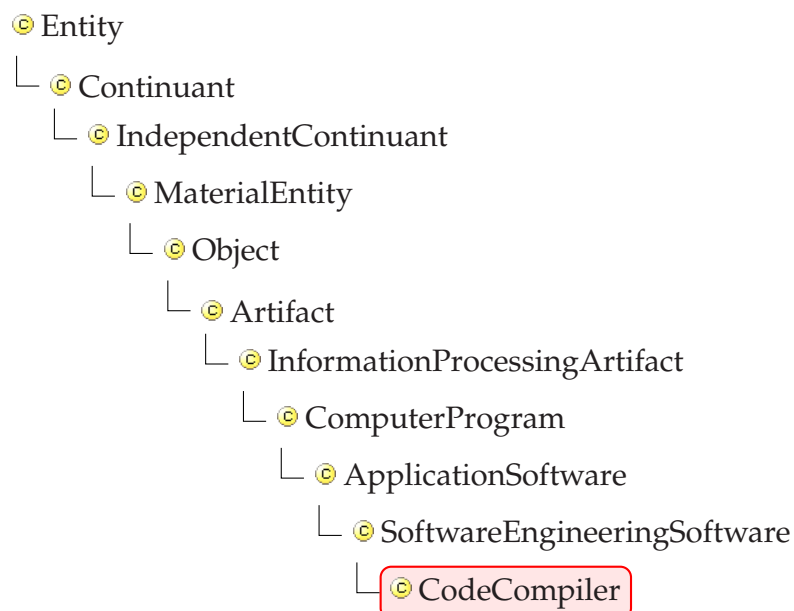 Entity
Continuant
IndependentContinuant
MaterialEntity
Object
Artifact
InformationProcessingArtifact
ComputerProgram
ApplicationSoftware
SoftwareEngineeringSoftware
CodeCompiler